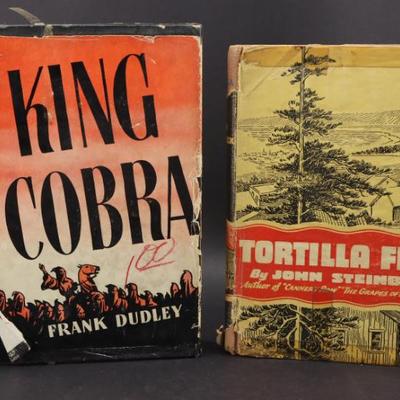 KING
COBRA
100
FRANK DUDLEY
TORTILLA F
By JOHN STEINB
Author of "CANNERY ROW" "THE GRAPES OF